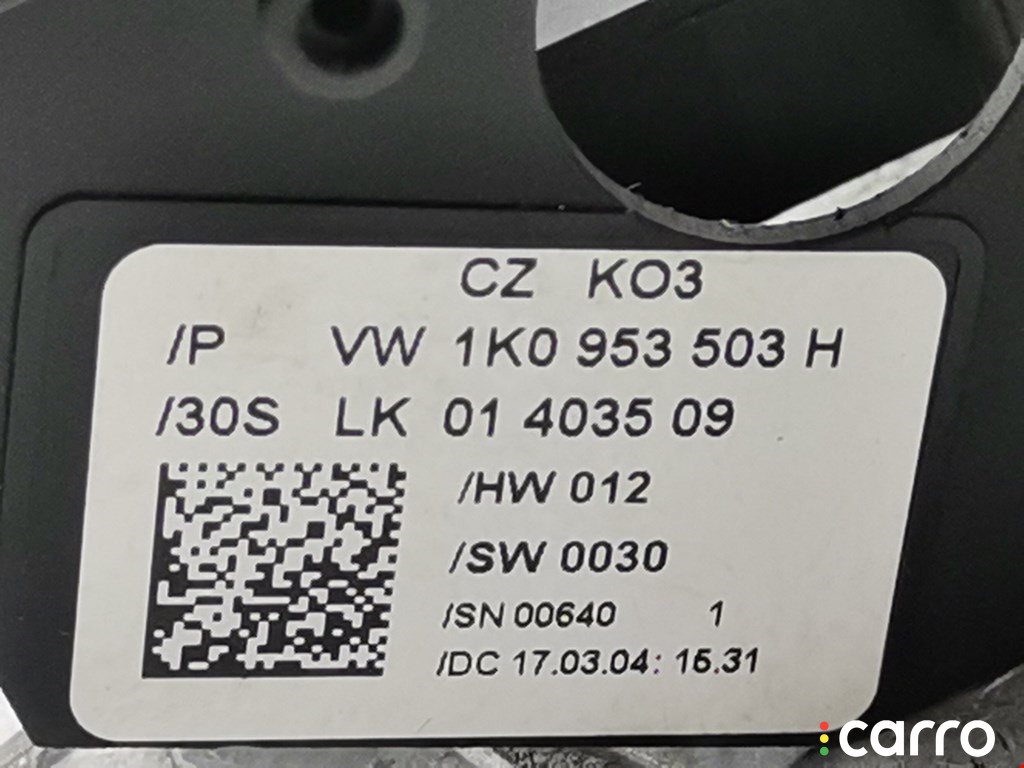 CZ KO3
/P VW 1K0 953 503 H
/30S LK 01 4035 09
/HW 012
/SW 0030
/SN 00640 1
/DC 17.03.04: 15.31
carro